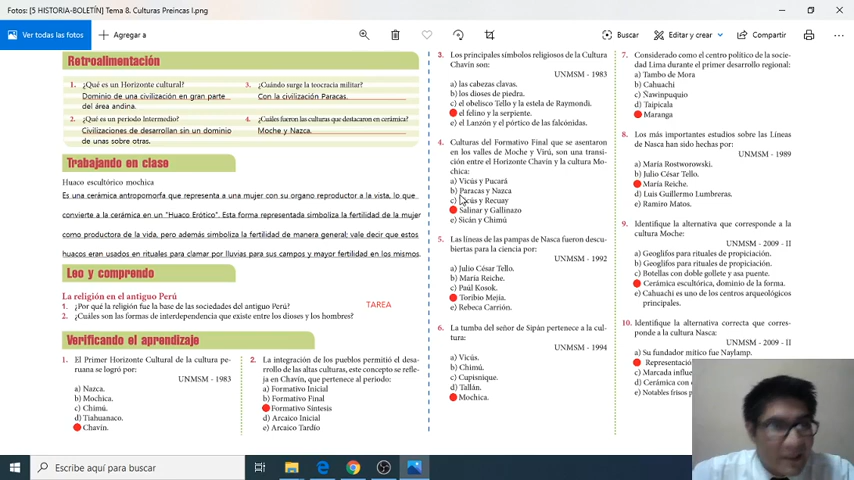 Fotos: [5 HISTORIA-BOLETÍN] Tema 8. Culturas Preincas I.png
Ver todas las fotos
Agregar a
Buscar
Editar y crear
Compartir
Retroalimentación
1. ¿Qué es un Horizonte cultural?
Dominio de una civilización en gran parte
del área andina.
2. ¿Qué es un periodo Intermedio?
Civilizaciones de desarrollan sin un dominio
de unas sobre otras.
3. ¿Cuándo surge la teocracia militar?
Con la civilización Paracas.
4. ¿Cuáles fueron las culturas que destacaron en cerámica?
Moche y Nazca.
Trabajando en clase
Huaco escultórico mochica
Es una cerámica antropomorfa que representa a una mujer con su organo reproductor a la vista, lo que
convierte a la cerámica en un "Huaco Erótico". Esta forma representada simboliza la fertilidad de la mujer
como productora de la vida, pero además simboliza la fertilidad de manera general; vale decir que estos
huacos eran usados en rituales para clamar por lluvias para sus campos y mayor fertilidad en los mismos.
Leo y comprendo
La religión en el antiguo Perú
1. ¿Por qué la religión fue la base de las sociedades del antiguo Perú?
2. ¿Cuáles son las formas de interdependencia que existe entre los dioses y los hombres?
TAREA
Verificando el aprendizaje
1. El Primer Horizonte Cultural de la cultura pe-
ruana se logró por:
UNMSM - 1983
a) Nazca.
b) Mochica.
c) Chimú.
d) Tiahuanaco.
Chavín.
2. La integración de los pueblos permitió el desa-
rrollo de las altas culturas, este concepto se refle-
ja en Chavín, que pertenece al periodo:
a) Formativo Inicial
b) Formativo Final
Formativo Síntesis
d) Arcaico Inicial
e) Arcaico Tardío
3. Los principales símbolos religiosos de la Cultura
Chavín son:
UNMSM - 1983
a) las cabezas clavas.
b) los dioses de piedra.
c) el obelisco Tello y la estela de Raymondi.
el felino y la serpiente.
e) el Lanzón y el pórtico de las falcónidas.
4. Culturas del Formativo Final que se asentaron
en los valles de Moche y Virú, son una transi-
ción entre el Horizonte Chavín y la cultura Mo-
chica:
a) Vicús y Pucará
b) Paracas y Nazca
c) Vicús y Recuay
Salinar y Gallinazo
e) Sicán y Chimú
5. Las líneas de las pampas de Nasca fueron descu-
biertas para la ciencia por:
UNMSM - 1992
a) Julio César Tello.
b) María Reiche.
c) Paúl Kosok.
Toribio Mejía.
e) Rebeca Carrión.
6. La tumba del señor de Sipán pertenece a la cul-
tura:
UNMSM - 1994
a) Vicús.
b) Chimú.
c) Cupisnique.
d) Tallán.
Mochica.
7. Considerado como el centro político de la socie-
dad Lima durante el primer desarrollo regional:
a) Tambo de Mora
b) Cahuachi
c) Ñawinpuquio
d) Taipicala
Maranga
8. Los más importantes estudios sobre las Líneas
de Nasca han sido hechas por:
UNMSM - 1989
a) María Rostworowski.
b) Julio César Tello.
María Reiche.
d) Luis Guillermo Lumbreras.
e) Ramiro Matos.
9. Identifique la alternativa que corresponde a la
cultura Moche:
UNMSM - 2009 - II
a) Geoglifos para rituales de propiciación.
b) Geoglifos para rituales de propiciación.
c) Botellas con doble gollete y asa puente.
Cerámica escultórica, dominio de la forma.
e) Cahuachi es uno de los centros arqueológicos
principales.
10. Identifique la alternativa correcta que corres-
ponde a la cultura Nasca:
UNMSM - 2009 - II
a) Su fundador mítico fue Naylamp.
Representació
c) Marcada influe
d) Cerámica con
e) Notables frisos
Escribe aquí para buscar